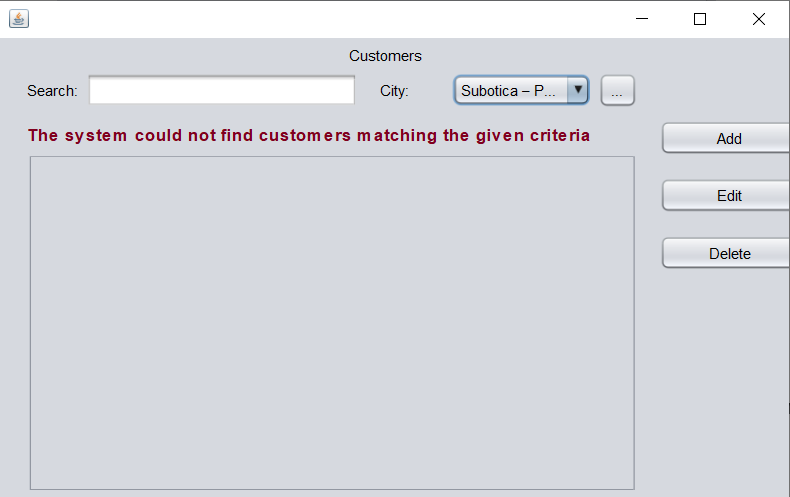 Customers
Search: City: Subotica – P... ...
The system could not find customers matching the given criteria
Add
Edit
Delete